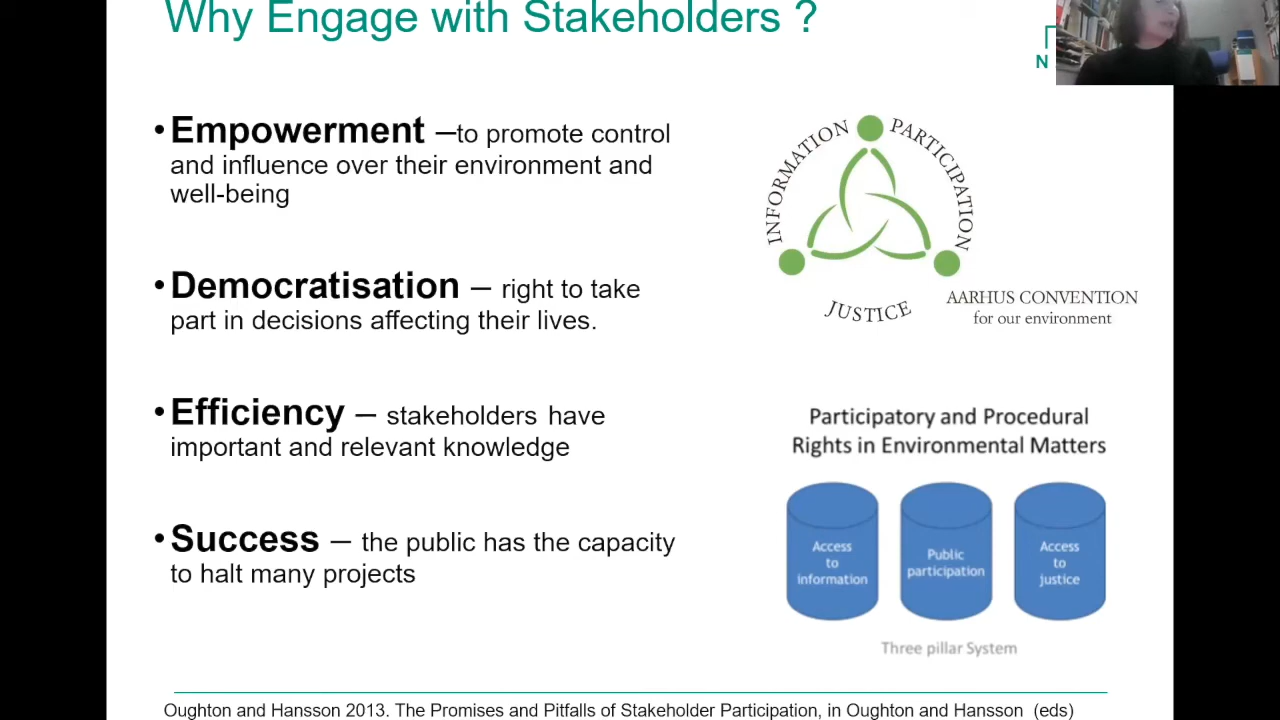 Why Engage with Stakeholders ?
N
• Empowerment –to promote control
and influence over their environment and
well-being
• Democratisation – right to take
part in decisions affecting their lives.
• Efficiency – stakeholders have
important and relevant knowledge
• Success – the public has the capacity
to halt many projects
INFORMATION
PARTICIPATION
JUSTICE
AARHUS CONVENTION
for our environment
Participatory and Procedural
Rights in Environmental Matters
Access
to
information
Public
participation
Access
to
justice
Three pillar System
Oughton and Hansson 2013. The Promises and Pitfalls of Stakeholder Participation, in Oughton and Hansson (eds)